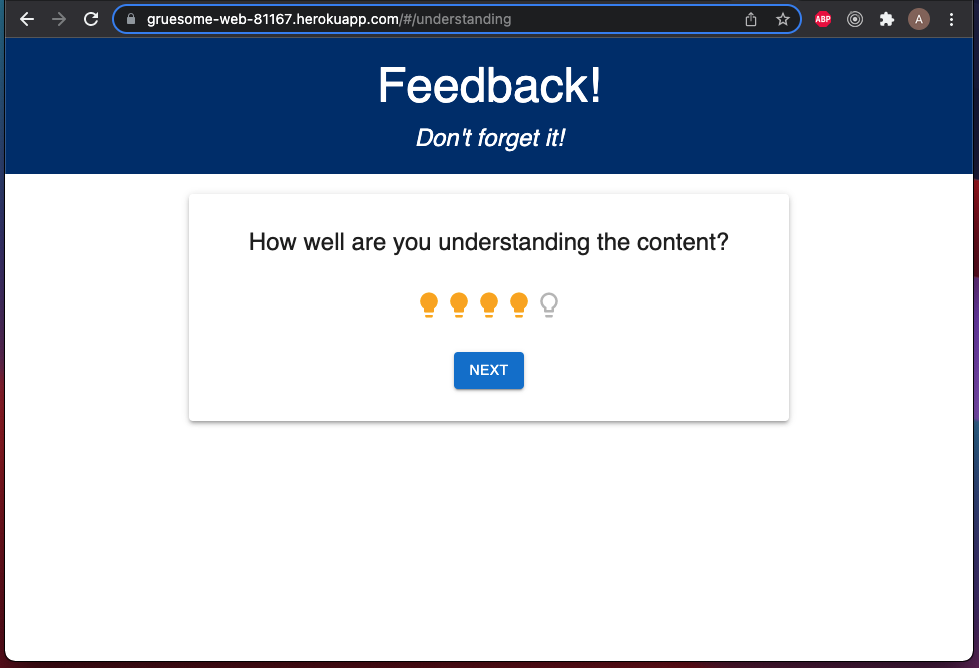 gruesome-web-81167.herokuapp.com/#/understanding
ABP
A
Feedback!
Don't forget it!
How well are you understanding the content?
NEXT